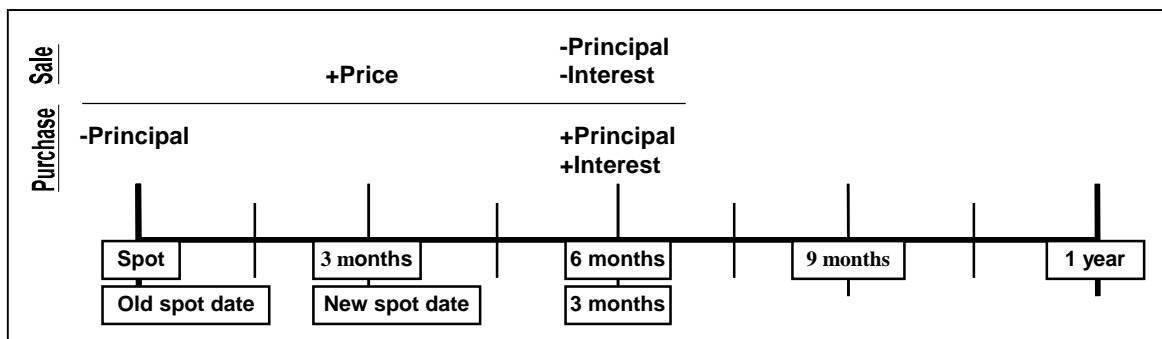 Sale
-Principal
+Price
-Interest
Purchase
-Principal
+Principal
+Interest
Spot
3 months
6 months
9 months
1 year
Old spot date
New spot date
3 months